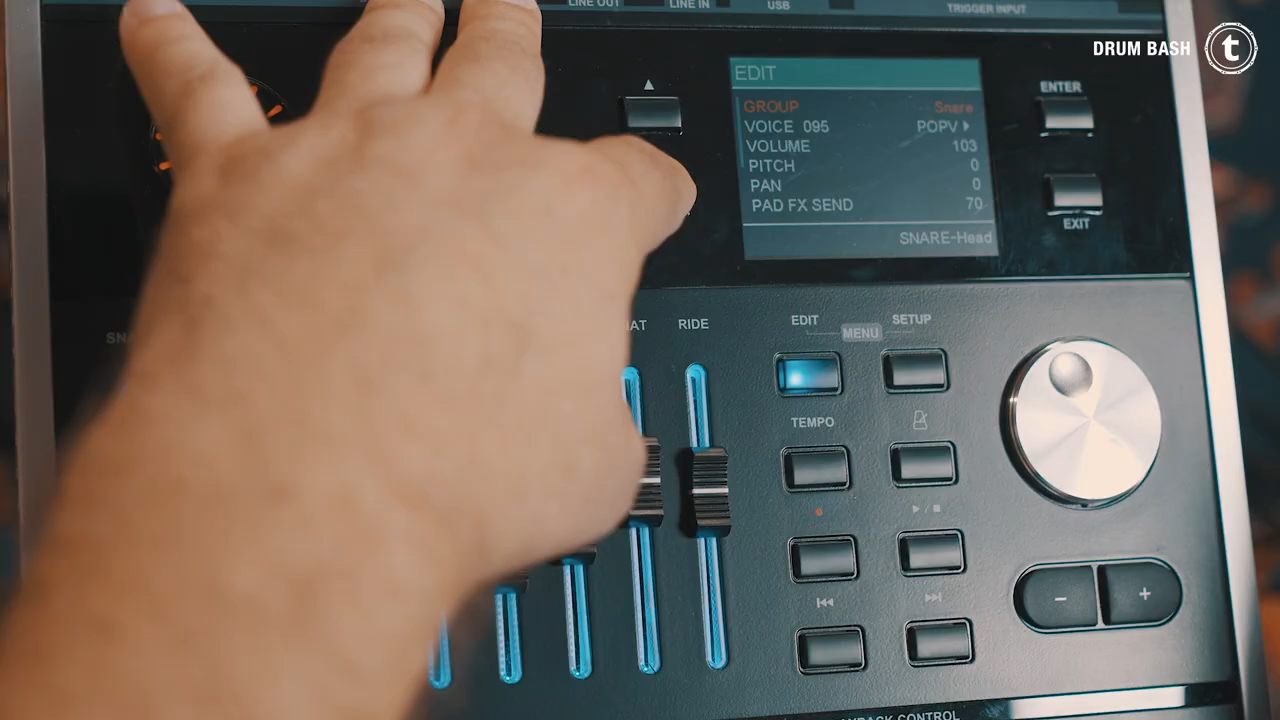 LINE OUT LINE IN USB TRIGGER INPUT
DRUM BASH t
EDIT
GROUP Snare
VOICE 095 POPV
VOLUME 103
PITCH 0
PAN 0
PAD FX SEND 70
SNARE-Head
ENTER
EXIT
RIDE
EDIT SETUP
MENU
TEMPO
CONTROL